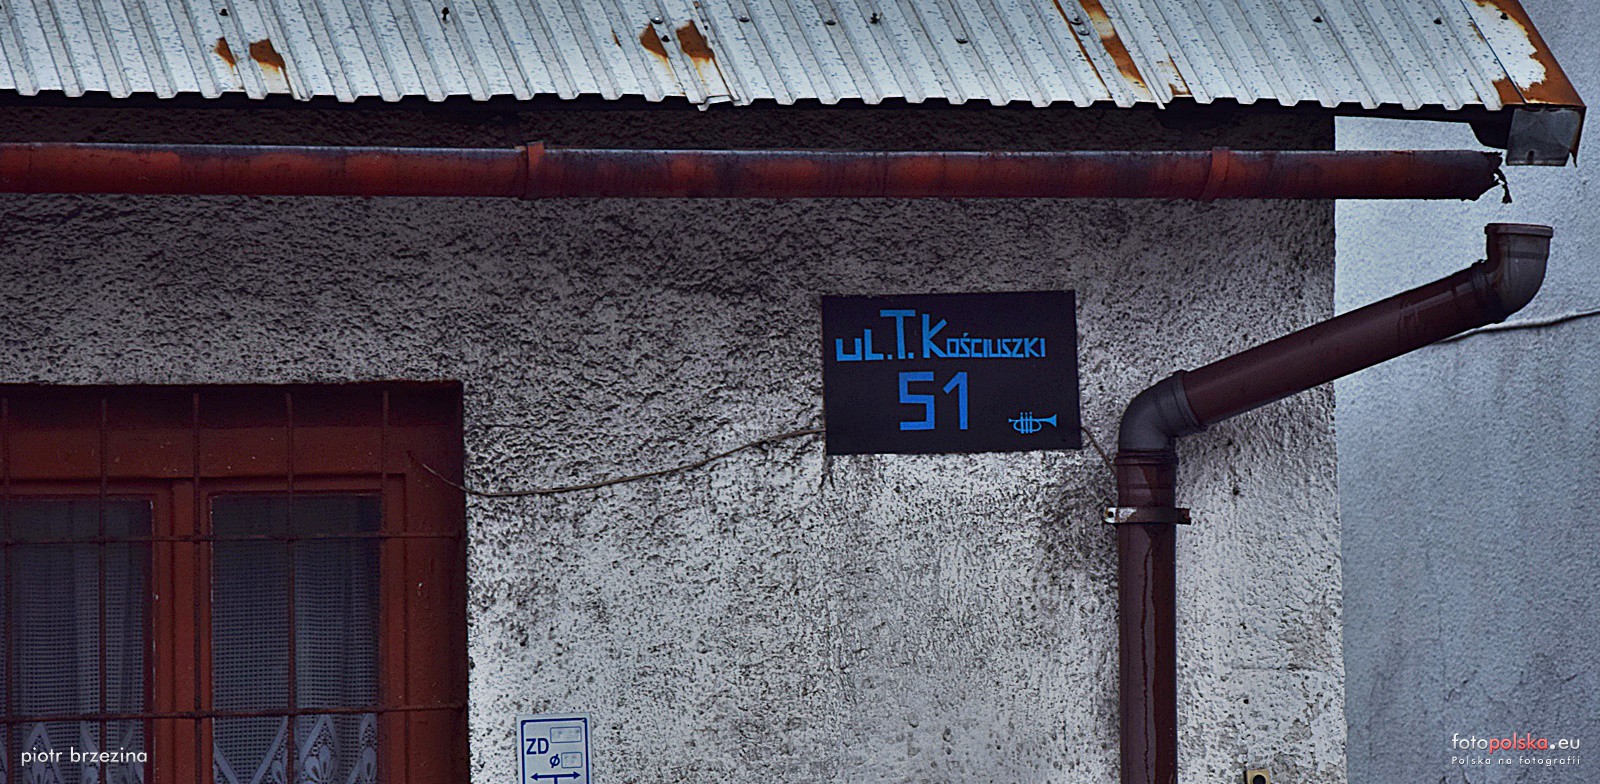 ul. T. Kościuszki
51
ZD
ø
piotr brzezina
fotopolska.eu
Polska na fotografii